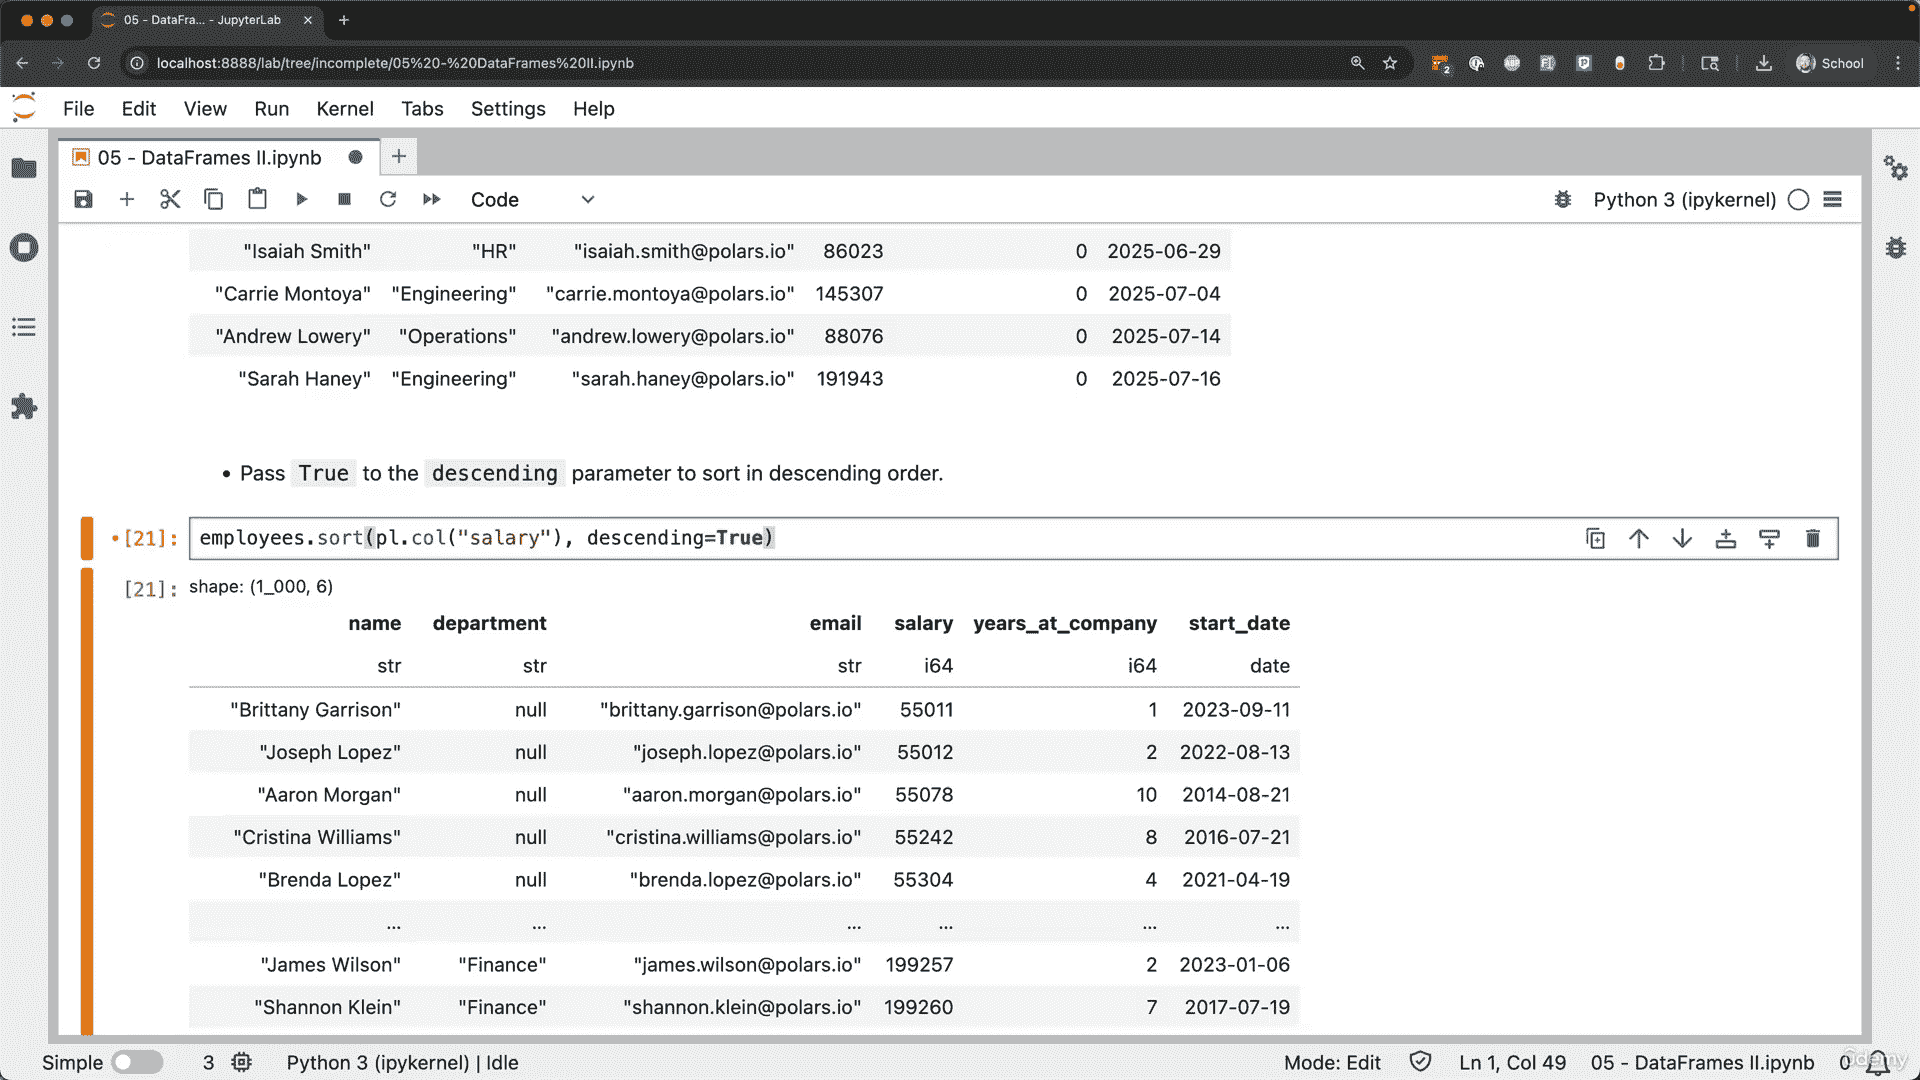 05 - DataFra... - JupyterLab
localhost:8888/lab/tree/incomplete/05%20-%20DataFrames%20II.ipynb
2
School
File Edit View Run Kernel Tabs Settings Help
05 - DataFrames II.ipynb
Code
Python 3 (ipykernel)
"Isaiah Smith" "HR" "isaiah.smith@polars.io" 86023 0 2025-06-29
"Carrie Montoya" "Engineering" "carrie.montoya@polars.io" 145307 0 2025-07-04
"Andrew Lowery" "Operations" "andrew.lowery@polars.io" 88076 0 2025-07-14
"Sarah Haney" "Engineering" "sarah.haney@polars.io" 191943 0 2025-07-16
• Pass True to the descending parameter to sort in descending order.
[21]: employees.sort(pl.col("salary"), descending=True)
[21]: shape: (1_000, 6)
name department email salary years_at_company start_date
str str str i64 i64 date
"Brittany Garrison" null "brittany.garrison@polars.io" 55011 1 2023-09-11
"Joseph Lopez" null "joseph.lopez@polars.io" 55012 2 2022-08-13
"Aaron Morgan" null "aaron.morgan@polars.io" 55078 10 2014-08-21
"Cristina Williams" null "cristina.williams@polars.io" 55242 8 2016-07-21
"Brenda Lopez" null "brenda.lopez@polars.io" 55304 4 2021-04-19
... ... ... ... ... ...
"James Wilson" "Finance" "james.wilson@polars.io" 199257 2 2023-01-06
"Shannon Klein" "Finance" "shannon.klein@polars.io" 199260 7 2017-07-19
Simple 3 Python 3 (ipykernel) | Idle Mode: Edit Ln 1, Col 49 05 - DataFrames II.ipynb 0
Udemy